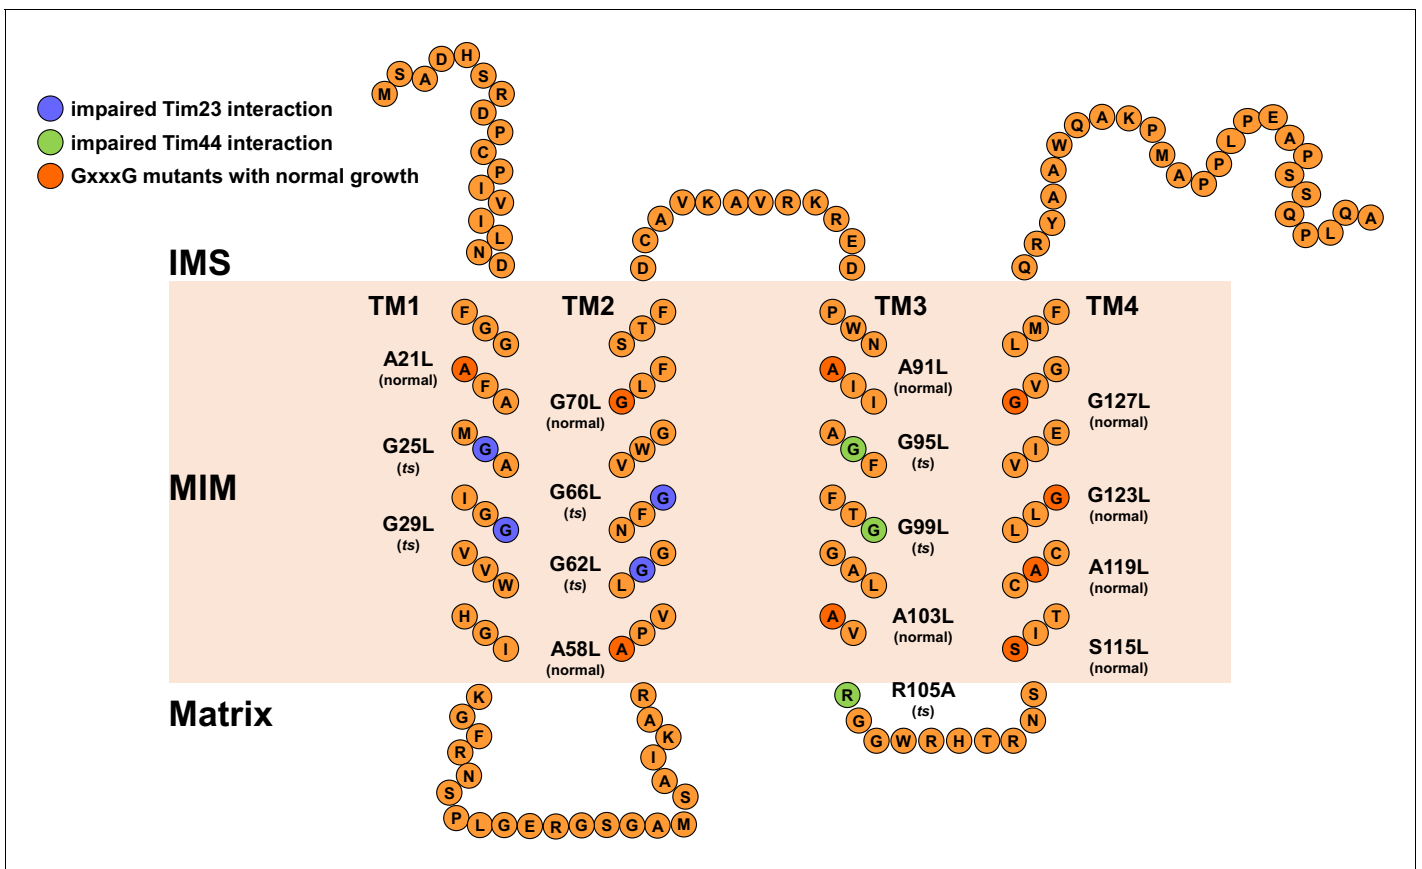 impaired Tim23 interaction
impaired Tim44 interaction
GxxxG mutants with normal growth
M S A D H S R D P C P I V I L N D
IMS
MIM
Matrix
TM1
F G G
A F A
M G A
I G G
V V W
H G I
A21L
(normal)
G25L
(ts)
G29L
(ts)
K G F R N S P L G E R G S G A M S A I K A R
TM2
F T S
F L G
G W V
G F N
G G L
V P A
G70L
(normal)
G66L
(ts)
G62L
(ts)
A58L
(normal)
D C A V K A V R K R E D
TM3
P W N
A I I
A G F
F T G
G A L
A V
A91L
(normal)
G95L
(ts)
G99L
(ts)
A103L
(normal)
R105A
(ts)
R G G W R H T R N S
TM4
F M L
G V G
E I V
G L L
C A C
T I S
G127L
(normal)
G123L
(normal)
A119L
(normal)
S115L
(normal)
Q R Y A A W Q A K P M A P P L P E A P S S Q P L Q A